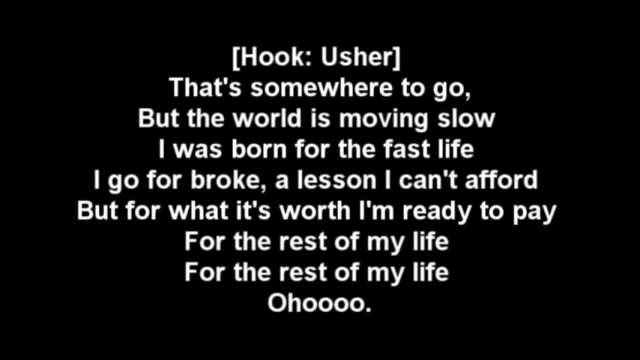 [Hook: Usher]
That's somewhere to go,
But the world is moving slow
I was born for the fast life
I go for broke, a lesson I can't afford
But for what it's worth I'm ready to pay
For the rest of my life
For the rest of my life
Ohoooo.